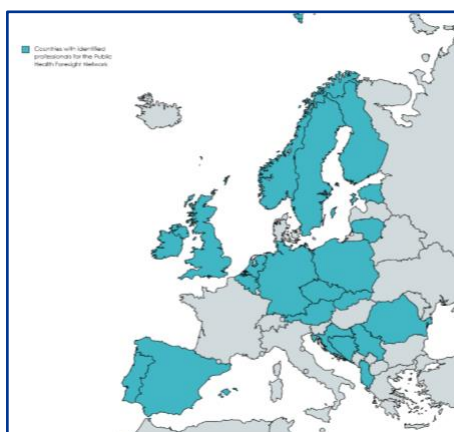 Countries with identified
professionals for the Public
Health Foresight Network